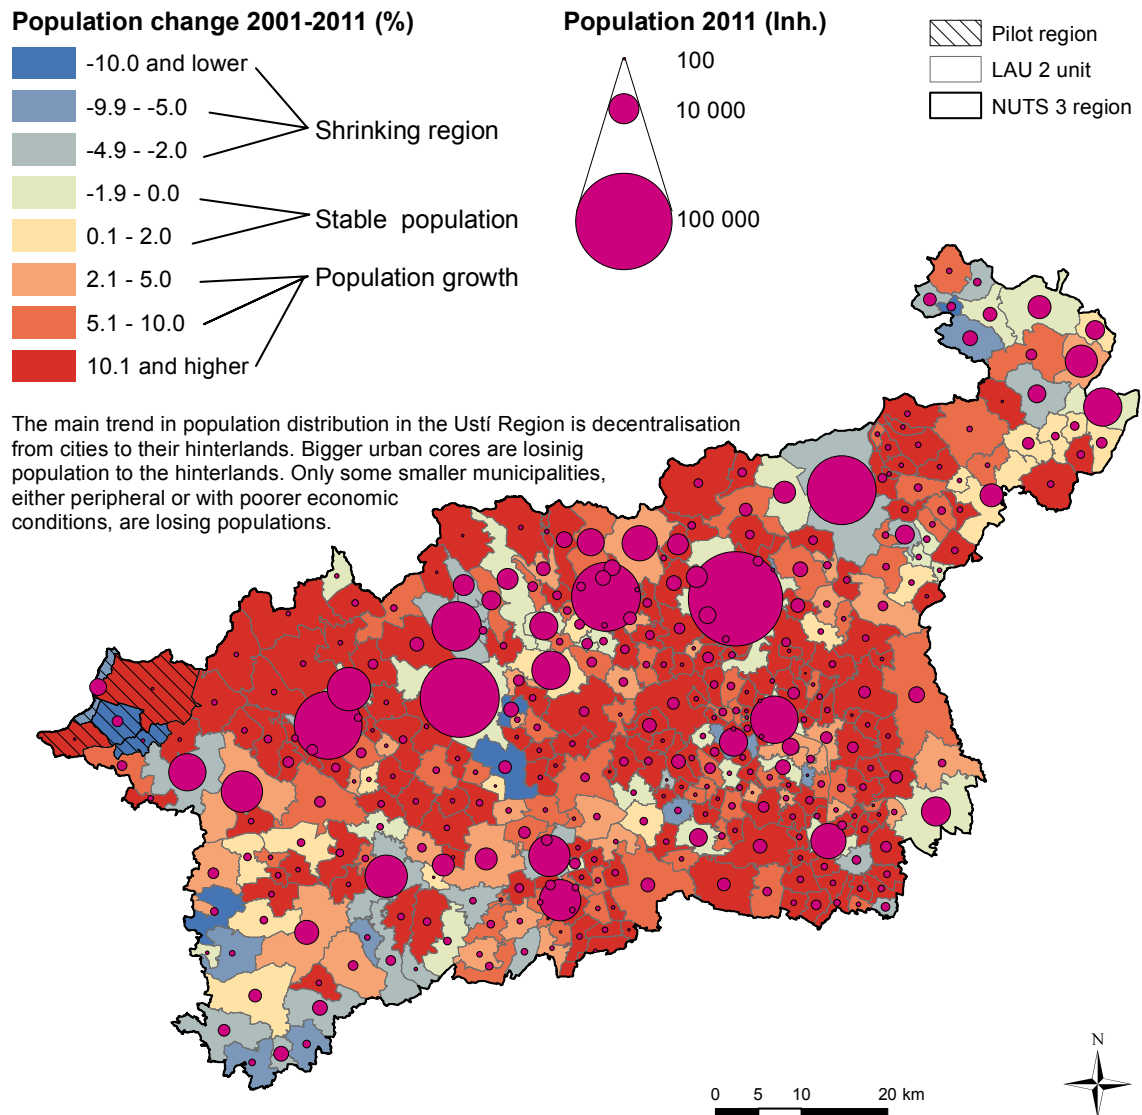 Population change 2001-2011 (%)
-10.0 and lower
-9.9 - -5.0
-4.9 - -2.0
-1.9 - 0.0
0.1 - 2.0
2.1 - 5.0
5.1 - 10.0
10.1 and higher
Shrinking region
Stable population
Population growth
Population 2011 (Inh.)
100
10 000
100 000
Pilot region
LAU 2 unit
NUTS 3 region
The main trend in population distribution in the Ustí Region is decentralisation
from cities to their hinterlands. Bigger urban cores are losinig
population to the hinterlands. Only some smaller municipalities,
either peripheral or with poorer economic
conditions, are losing populations.
N
0 5 10 20 km